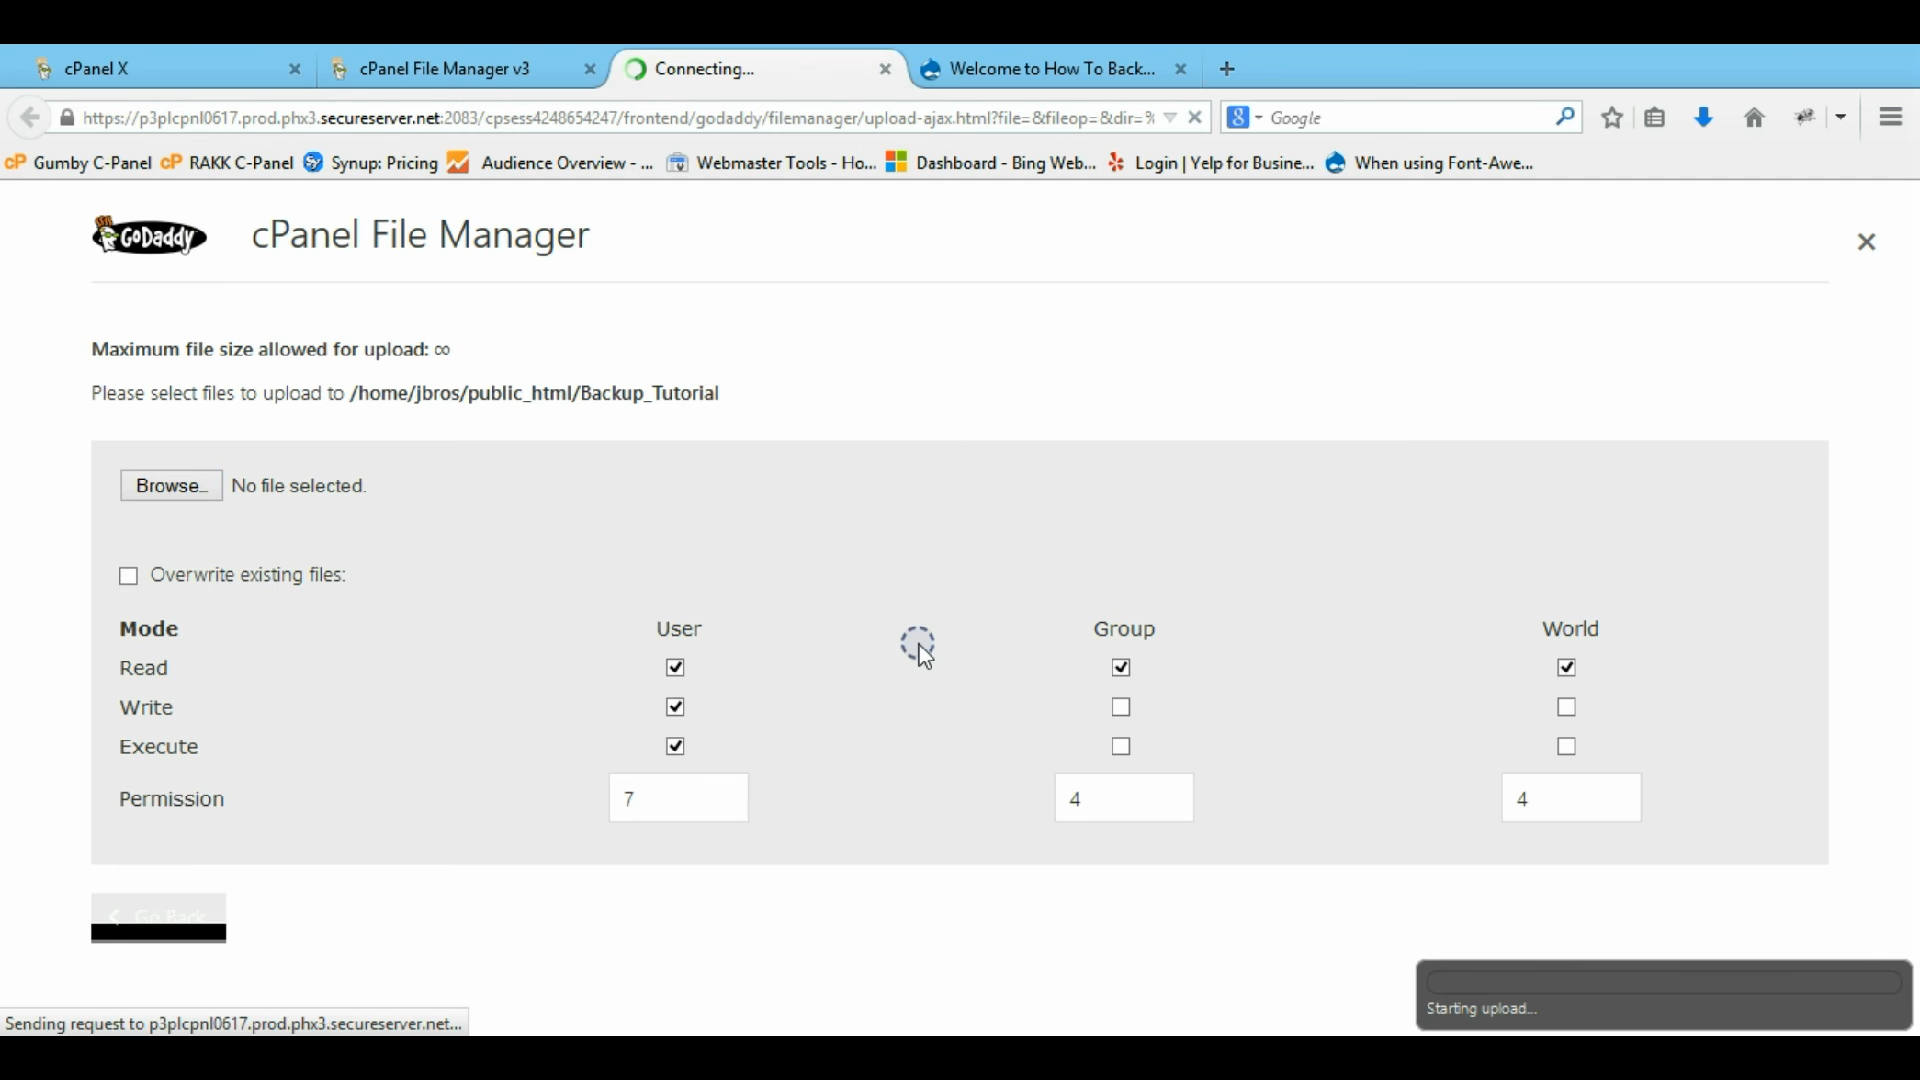 cPanel X
cPanel File Manager v3
Connecting...
Welcome to How To Back...
https://p3plcpnl0617.prod.phx3.secureserver.net:2083/cpsess4248654247/frontend/godaddy/filemanager/upload-ajax.html?file=&fileop=&dir=%
Google
cP Gumby C-Panel
cP RAKK C-Panel
Synup: Pricing
Audience Overview - ...
Webmaster Tools - Ho...
Dashboard - Bing Web...
Login | Yelp for Busine...
When using Font-Awe...
GoDaddy
cPanel File Manager
Maximum file size allowed for upload: ∞
Please select files to upload to /home/jbros/public_html/Backup_Tutorial
Browse... No file selected.
Overwrite existing files:
Mode User Group World
Read
Write
Execute
Permission 7 4 4
Go Back
Starting upload...
Sending request to p3plcpnl0617.prod.phx3.secureserver.net...